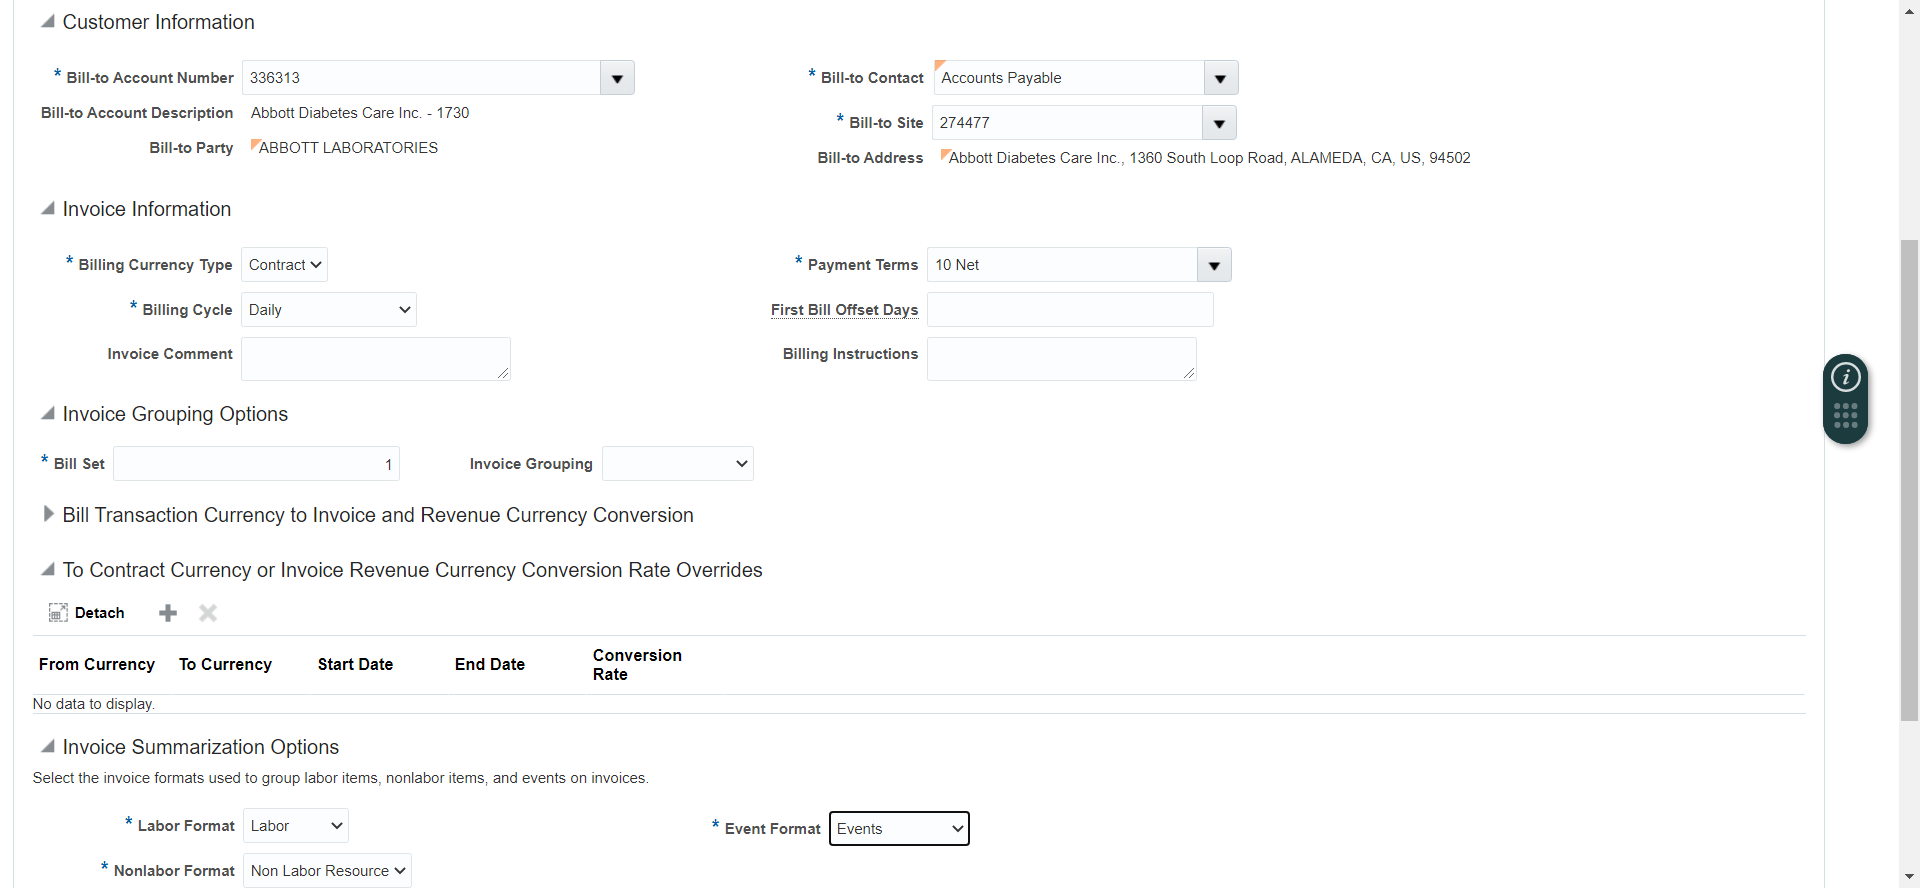 Customer Information
* Bill-to Account Number 336313
* Bill-to Contact Accounts Payable
Bill-to Account Description Abbott Diabetes Care Inc. - 1730
* Bill-to Site 274477
Bill-to Party ABBOTT LABORATORIES
Bill-to Address Abbott Diabetes Care Inc., 1360 South Loop Road, ALAMEDA, CA, US, 94502
Invoice Information
* Billing Currency Type Contract
* Payment Terms 10 Net
* Billing Cycle Daily
First Bill Offset Days
Invoice Comment
Billing Instructions
Invoice Grouping Options
* Bill Set 1
Invoice Grouping
Bill Transaction Currency to Invoice and Revenue Currency Conversion
To Contract Currency or Invoice Revenue Currency Conversion Rate Overrides
Detach
From Currency To Currency Start Date End Date Conversion
Rate
No data to display.
Invoice Summarization Options
Select the invoice formats used to group labor items, nonlabor items, and events on invoices.
* Labor Format Labor
* Event Format Events
* Nonlabor Format Non Labor Resource